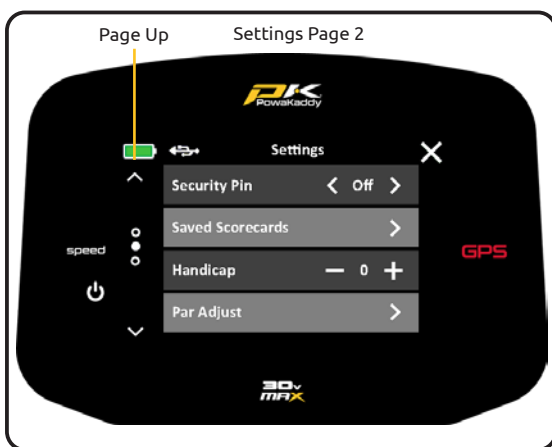 Page Up
Settings Page 2
PK
PowaKaddy
Settings
Security Pin < Off >
Saved Scorecards >
speed
GPS
Handicap — 0 +
Par Adjust >
30v
MAX